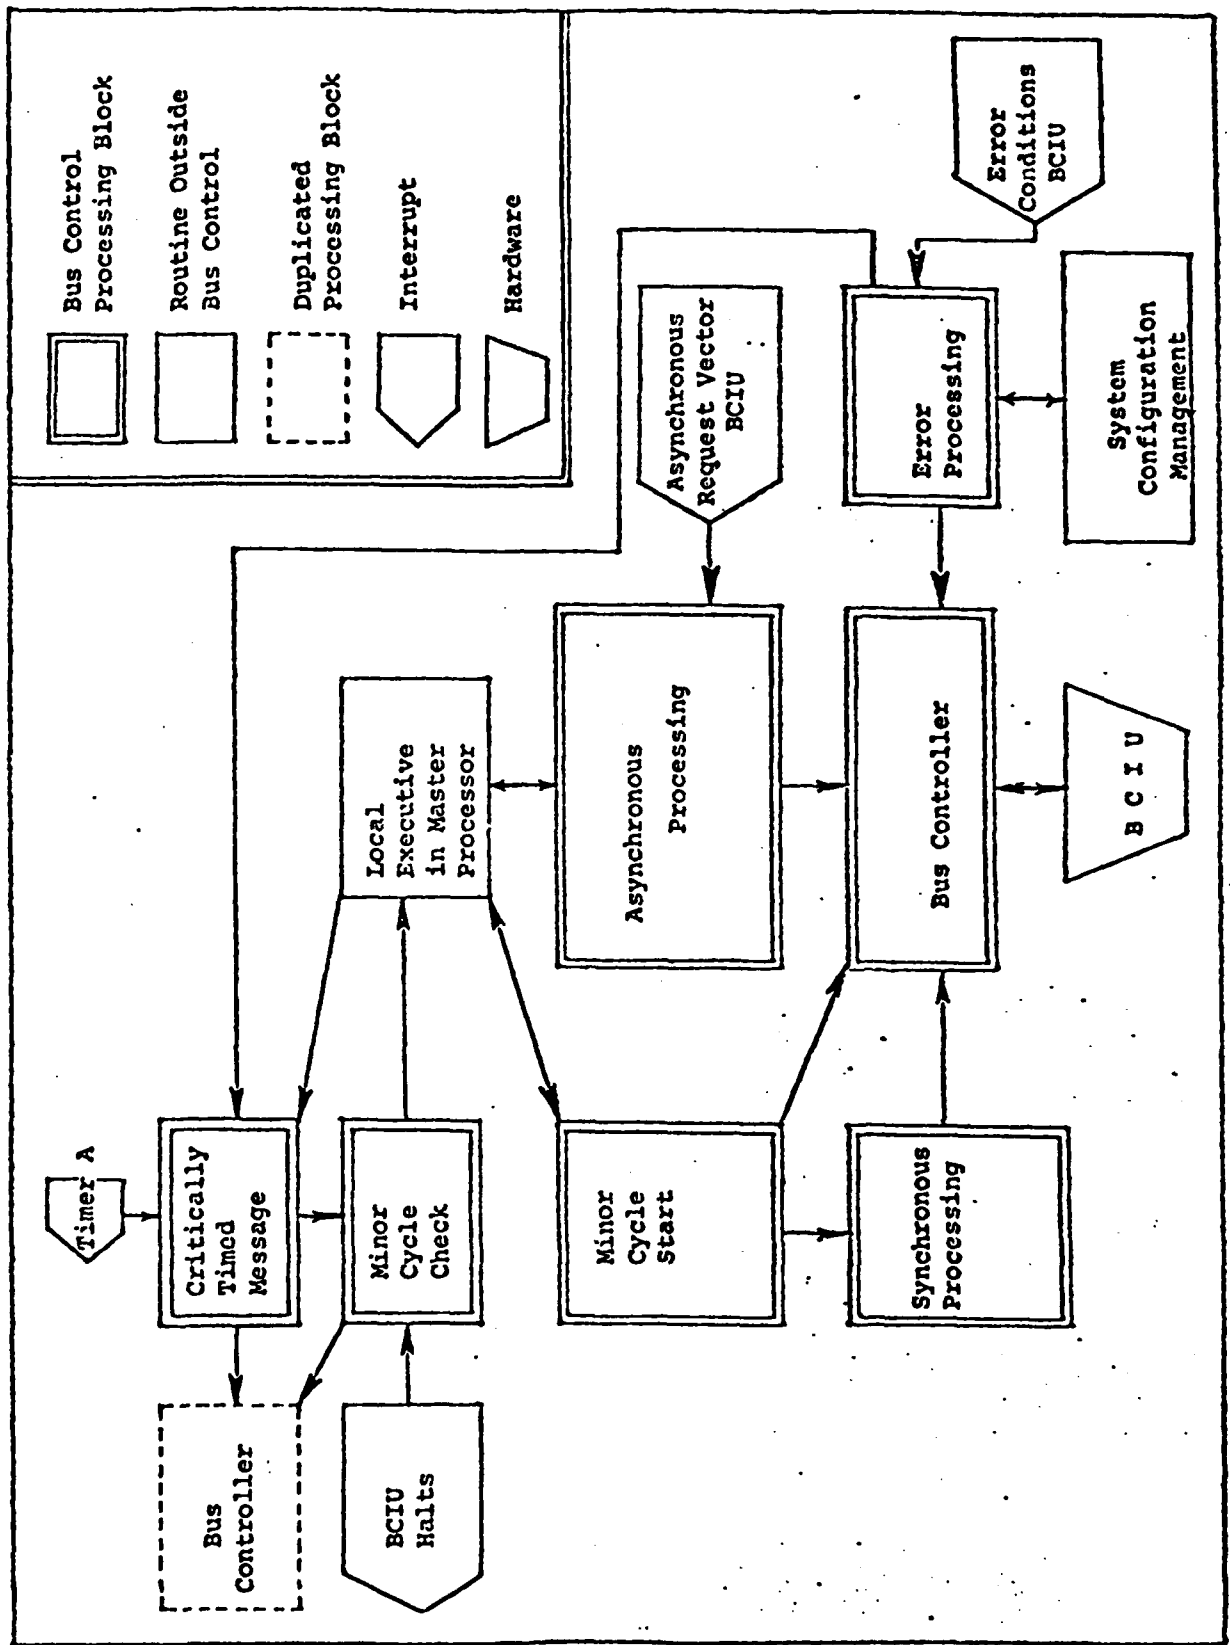 Bus Control
Processing Block
Routine Outside
Bus Control
Duplicated
Processing Block
Interrupt
Hardware
Timer A
Critically
Timed
Message
Bus
Controller
Minor
Cycle
Check
BCIU
Halts
Local
Executive
in Master
Processor
Minor
Cycle
Start
Asynchronous
Processing
Asynchronous
Request Vector
BCIU
Synchronous
Processing
Bus Controller
Error
Processing
Error
Conditions
BCIU
B C I U
System
Configuration
Management